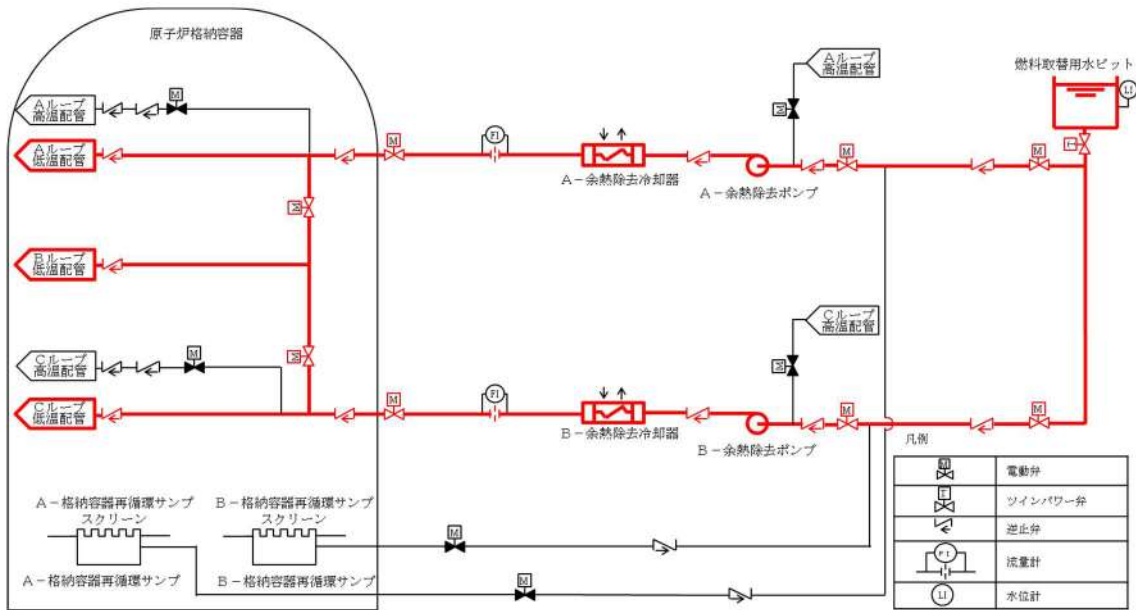 原子炉格納容器
Aループ
高温配管
M
Aループ
低温配管
M
Bループ
低温配管
M
Cループ
高温配管
M
Cループ
低温配管
M
FI
A－余熱除去冷却器
Aループ
高温配管
M
A－余熱除去ポンプ
M
M
燃料取替用水ピット
LI
T
M
FI
B－余熱除去冷却器
Cループ
高温配管
M
B－余熱除去ポンプ
M
M
A－格納容器再循環サンプ
スクリーン
A－格納容器再循環サンプ
B－格納容器再循環サンプ
スクリーン
B－格納容器再循環サンプ
M
M
凡例
M
電動弁
T
ツインパワー弁
逆止弁
FI
流量計
LI
水位計